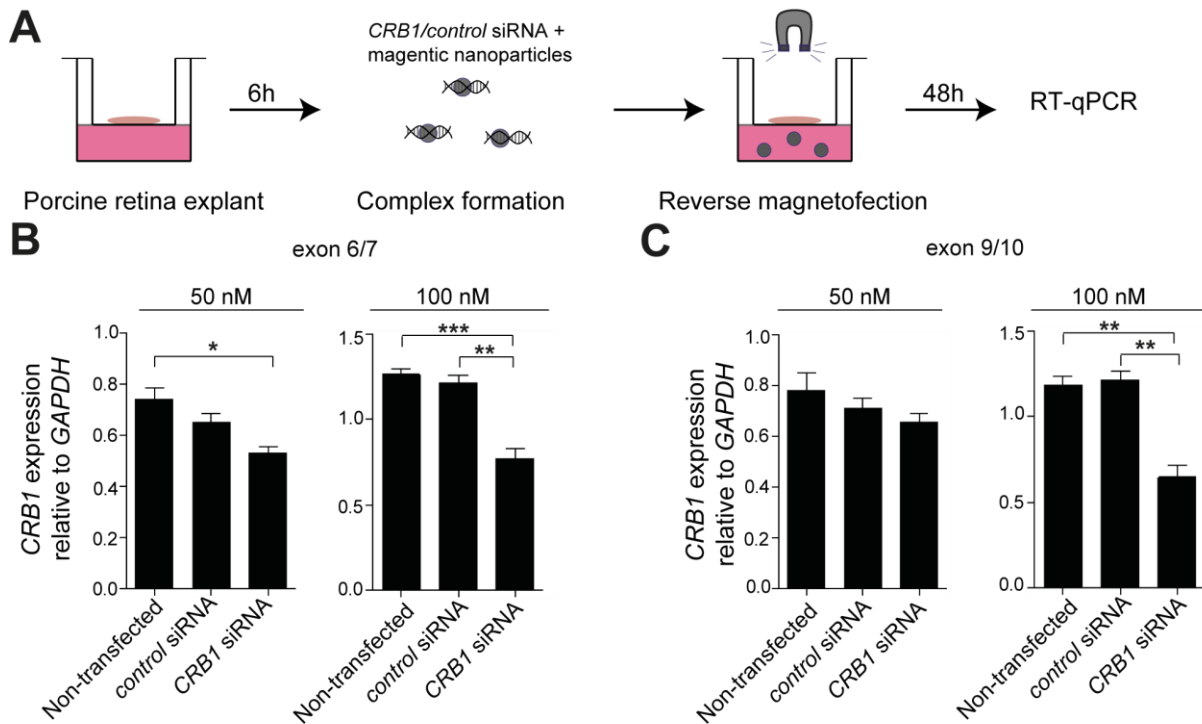 A
Porcine retina explant
6h
CRB1/control siRNA +
magentic nanoparticles
Complex formation
Reverse magnetofection
48h
RT-qPCR
B
exon 6/7
50 nM
CRB1 expression
relative to GAPDH
1.0
0.8
0.6
0.4
0.2
0.0
*
Non-transfected
control siRNA
CRB1 siRNA
100 nM
1.5
1.0
0.5
0.0
***
**
Non-transfected
control siRNA
CRB1 siRNA
C
exon 9/10
50 nM
CRB1 expression
relative to GAPDH
1.0
0.8
0.6
0.4
0.2
0.0
Non-transfected
control siRNA
CRB1 siRNA
100 nM
1.5
1.0
0.5
0.0
**
**
Non-transfected
control siRNA
CRB1 siRNA